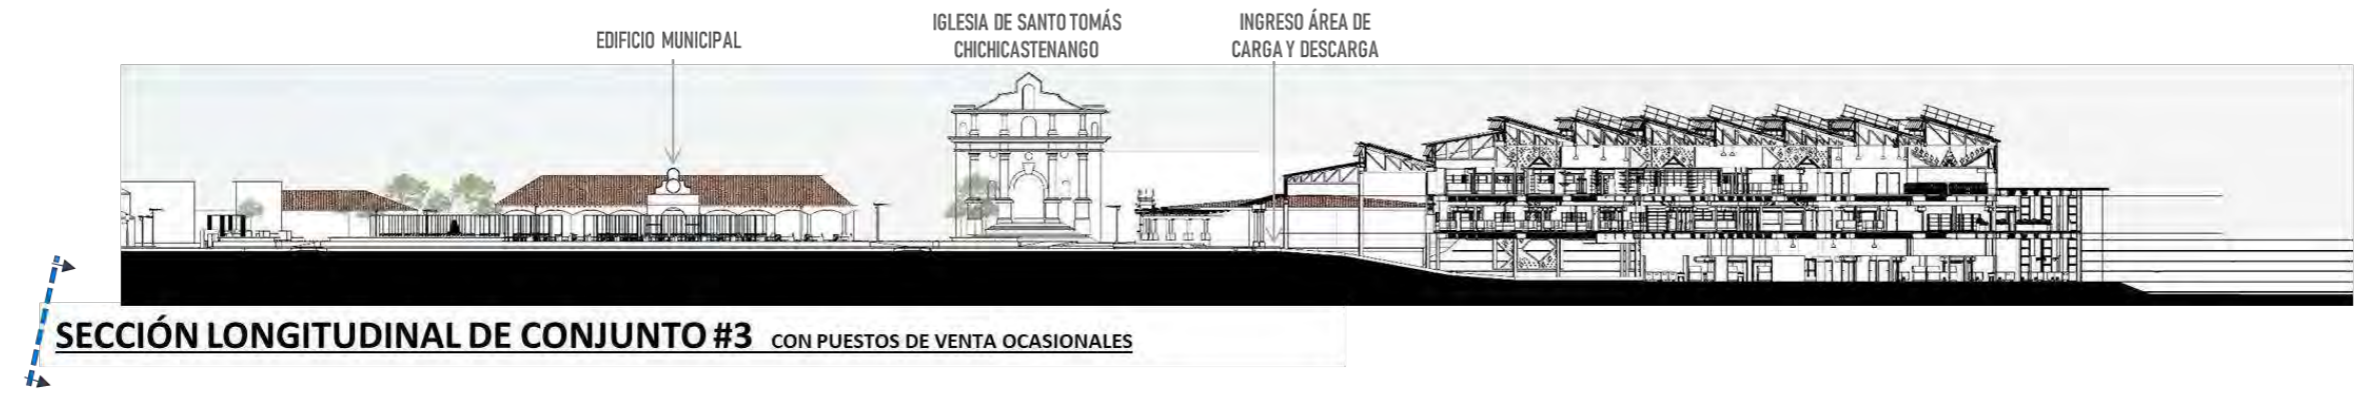 EDIFICIO MUNICIPAL
IGLESIA DE SANTO TOMÁS
CHICHICASTENANGO
INGRESO ÁREA DE
CARGA Y DESCARGA
SECCIÓN LONGITUDINAL DE CONJUNTO #3 CON PUESTOS DE VENTA OCASIONALES